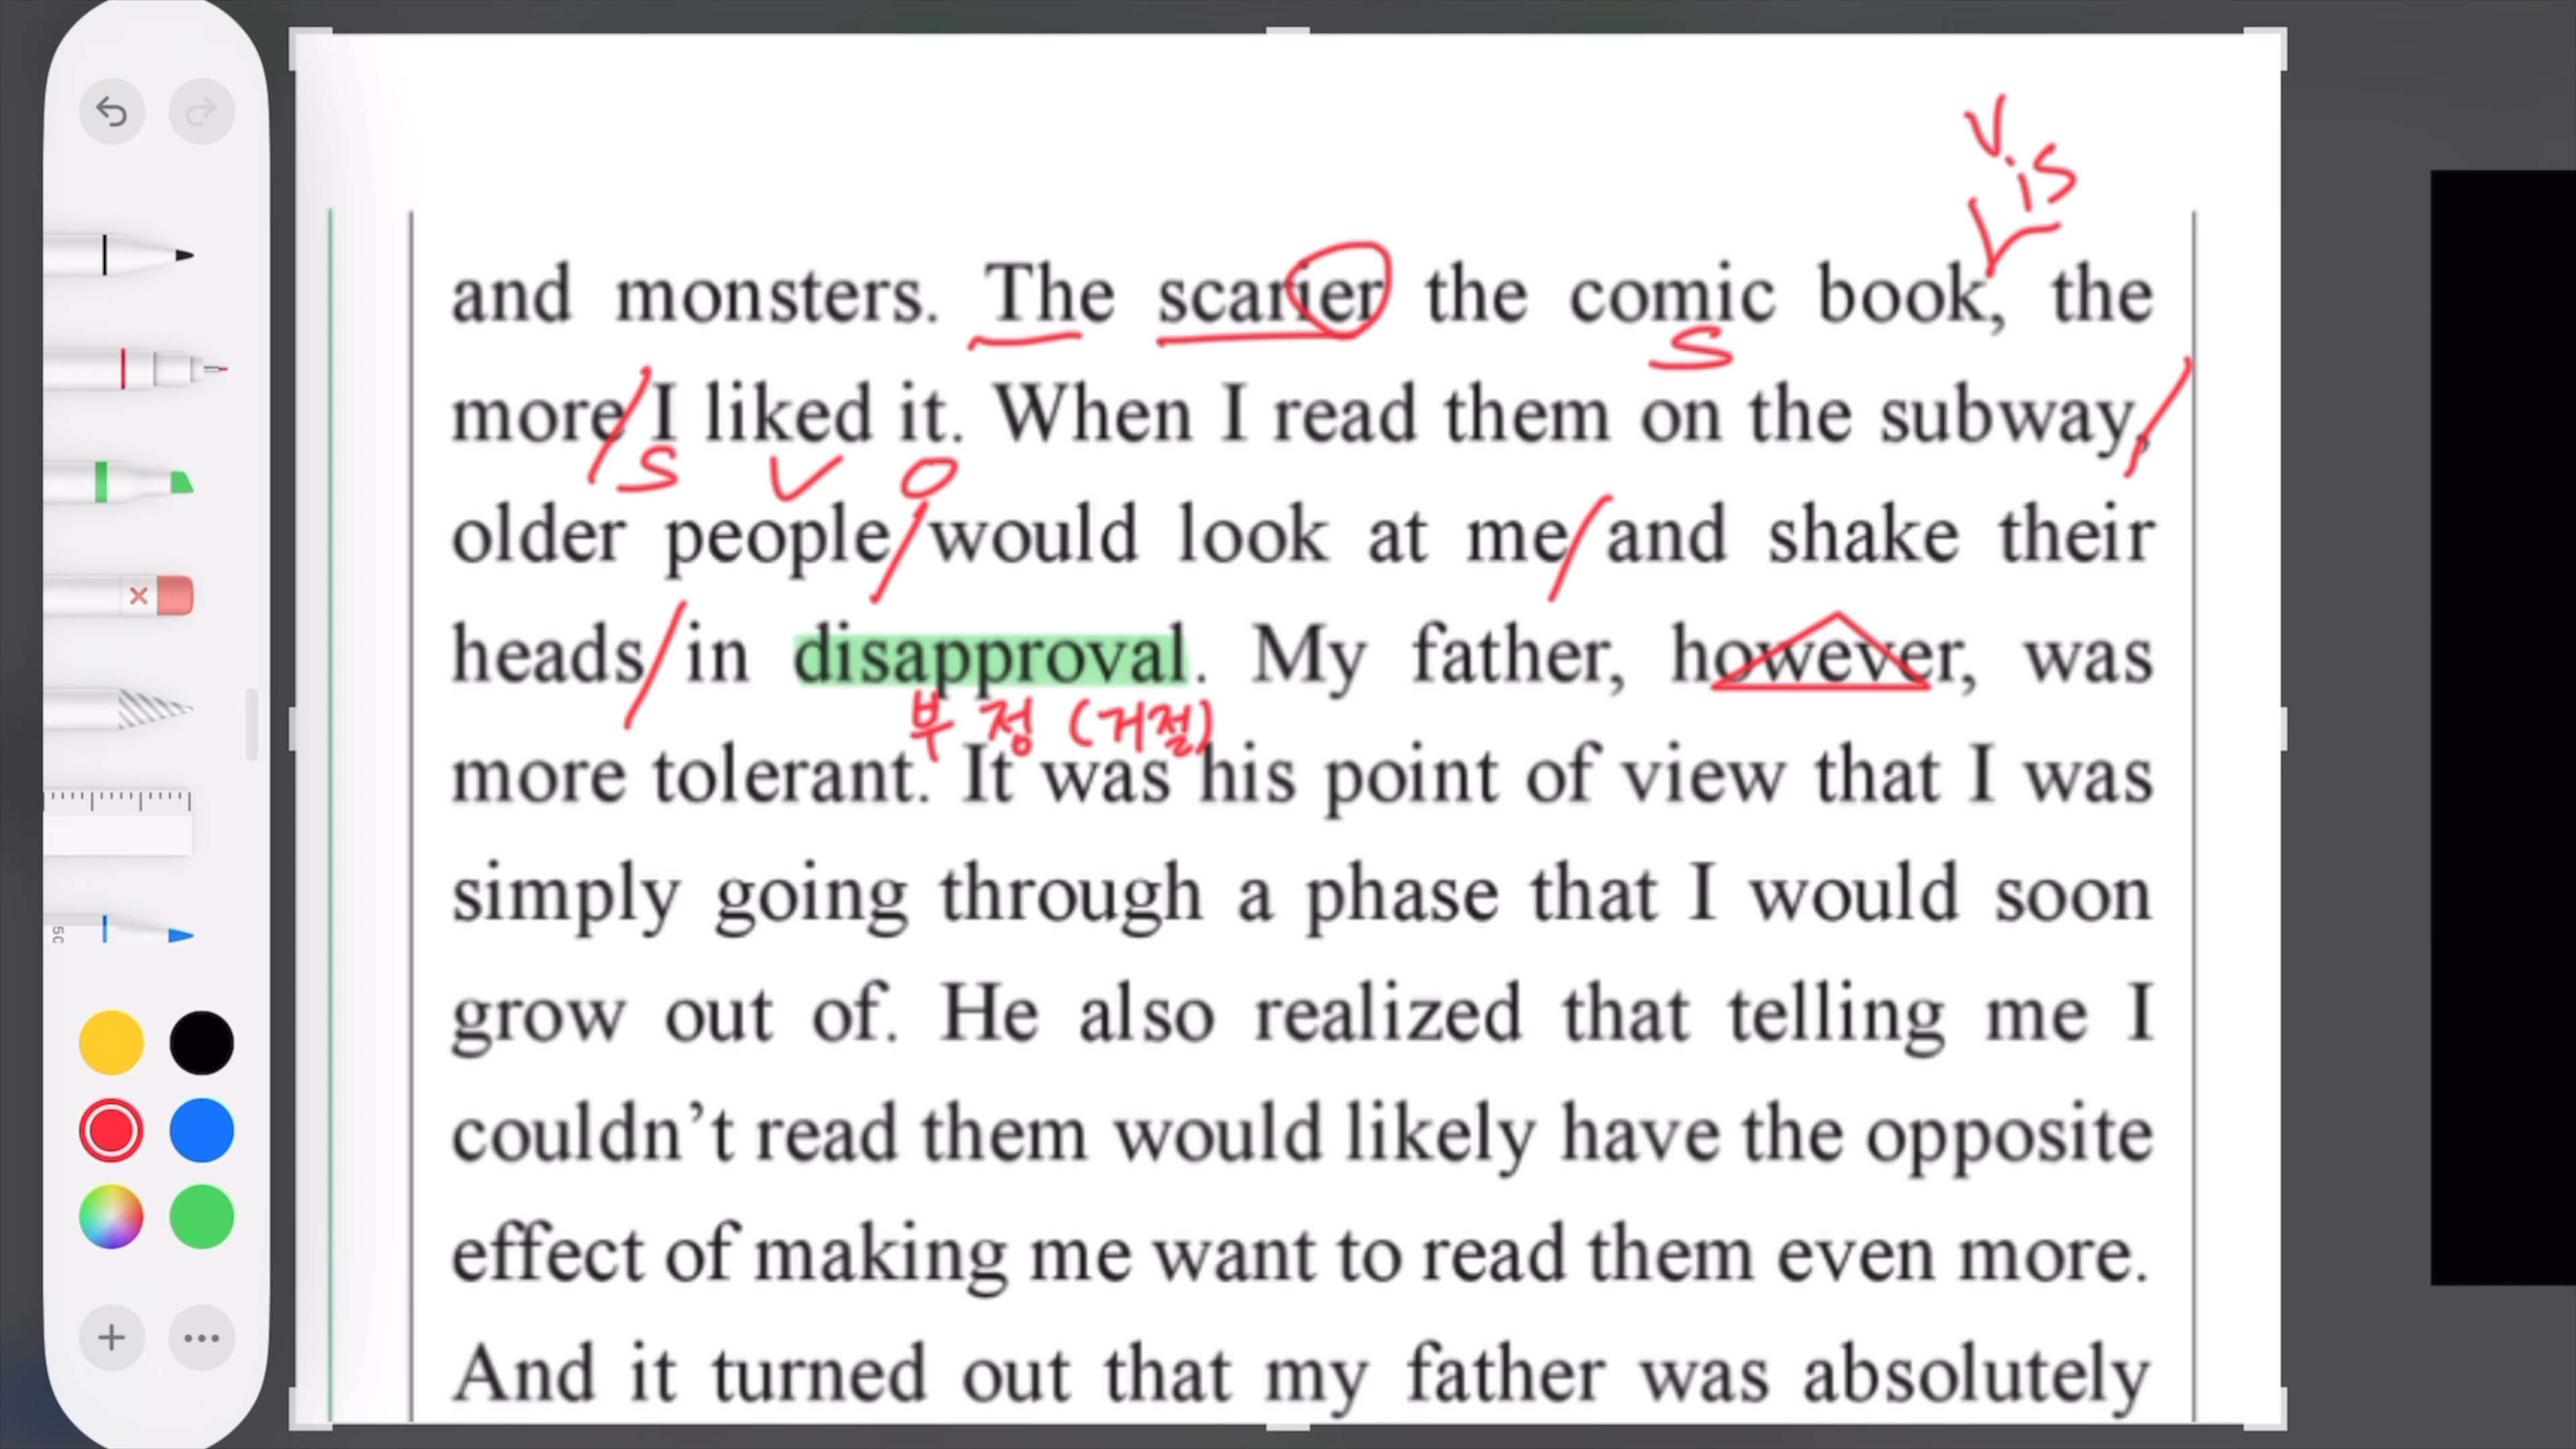 V.is
and monsters. The scarier the comic book, the
S
more I liked it. When I read them on the subway,
S V O
older people would look at me and shake their
heads in disapproval. My father, however, was
부정 (거절)
more tolerant. It was his point of view that I was
simply going through a phase that I would soon
grow out of. He also realized that telling me I
couldn’t read them would likely have the opposite
effect of making me want to read them even more.
And it turned out that my father was absolutely
50